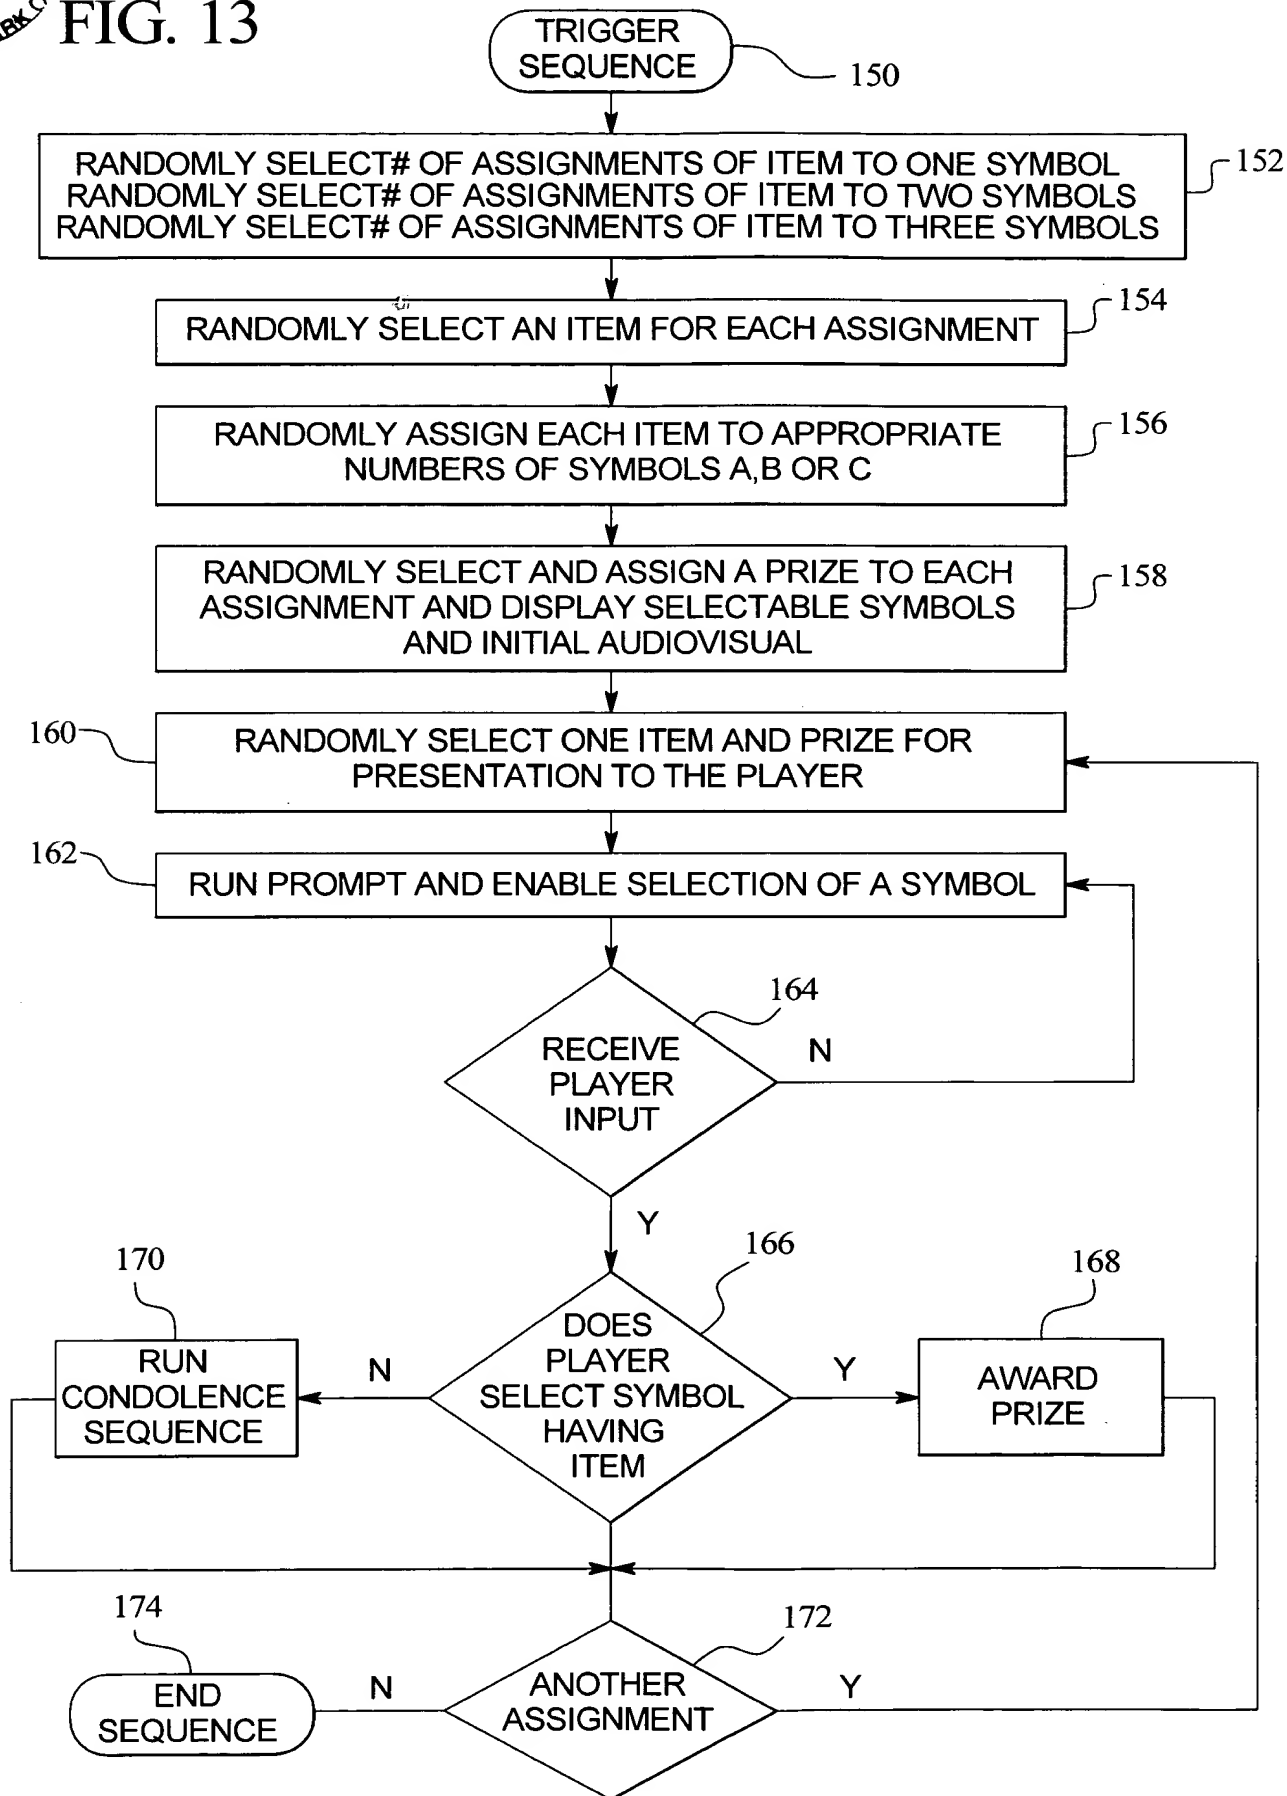 FIG. 13
TRIGGER
SEQUENCE
150
RANDOMLY SELECT# OF ASSIGNMENTS OF ITEM TO ONE SYMBOL
RANDOMLY SELECT# OF ASSIGNMENTS OF ITEM TO TWO SYMBOLS
RANDOMLY SELECT# OF ASSIGNMENTS OF ITEM TO THREE SYMBOLS
152
RANDOMLY SELECT AN ITEM FOR EACH ASSIGNMENT
154
RANDOMLY ASSIGN EACH ITEM TO APPROPRIATE
NUMBERS OF SYMBOLS A,B OR C
156
RANDOMLY SELECT AND ASSIGN A PRIZE TO EACH
ASSIGNMENT AND DISPLAY SELECTABLE SYMBOLS
AND INITIAL AUDIOVISUAL
158
160
RANDOMLY SELECT ONE ITEM AND PRIZE FOR
PRESENTATION TO THE PLAYER
162
RUN PROMPT AND ENABLE SELECTION OF A SYMBOL
164
RECEIVE
PLAYER
INPUT
N
Y
166
DOES
PLAYER
SELECT SYMBOL
HAVING
ITEM
170
RUN
CONDOLENCE
SEQUENCE
N
Y
168
AWARD
PRIZE
174
END
SEQUENCE
N
172
ANOTHER
ASSIGNMENT
Y